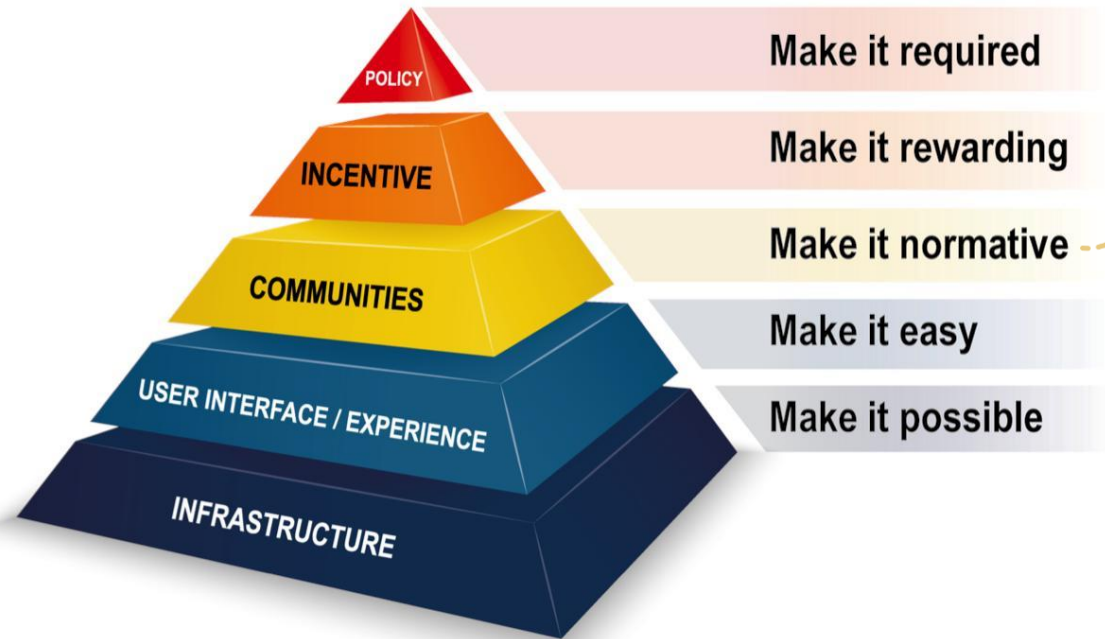 POLICY
Make it required
INCENTIVE
Make it rewarding
COMMUNITIES
Make it normative
USER INTERFACE / EXPERIENCE
Make it easy
INFRASTRUCTURE
Make it possible